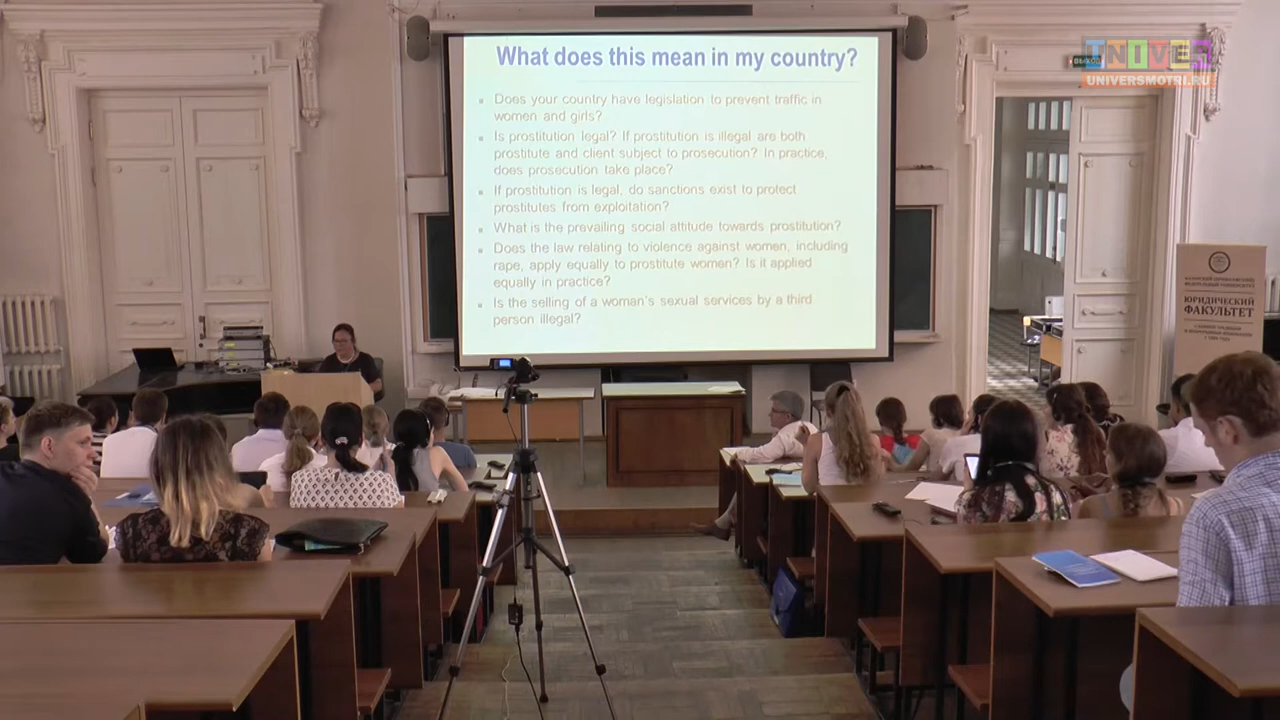 What does this mean in my country?
Does your country have legislation to prevent traffic in
women and girls?
Is prostitution legal? If prostitution is illegal are both
prostitute and client subject to prosecution? In practice,
does prosecution take place?
If prostitution is legal, do sanctions exist to protect
prostitutes from exploitation?
What is the prevailing social attitude towards prostitution?
Does the law relating to violence against women, including
rape, apply equally to prostitute women? Is it applied
equally in practice?
Is the selling of a woman's sexual services by a third
person illegal?
UNIVER
UNIVERSMOTRI.RU
ВЫХОД
ЮРИДИЧЕСКИЙ
ФАКУЛЬТЕТ